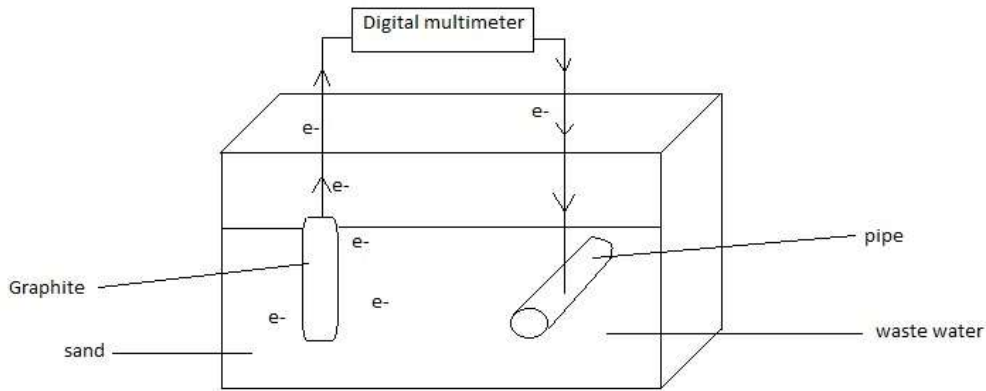 Digital multimeter
e-
e-
e-
e-
pipe
Graphite
e-
e-
waste water
sand